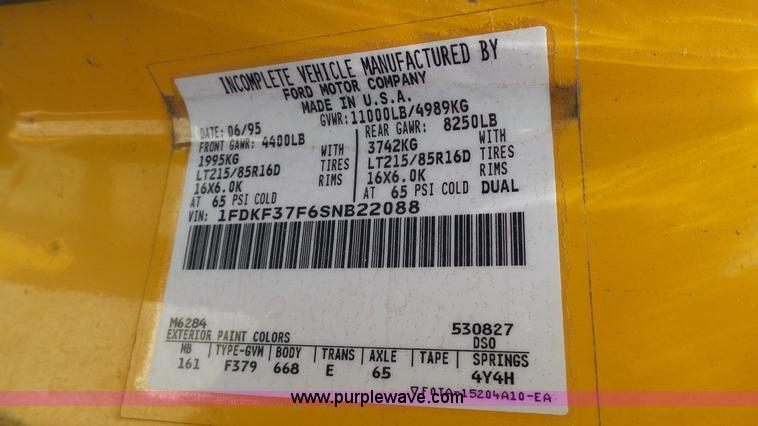 INCOMPLETE VEHICLE MANUFACTURED BY
FORD MOTOR COMPANY
MADE IN U.S.A.
GVWR:11000LB/4989KG
DATE: 06/95
FRONT GAWR: 4400LB REAR GAWR: 8250LB
1995KG WITH 3742KG WITH
LT215/85R16D TIRES LT215/85R16D TIRES
16X6.0K RIMS 16X6.0K RIMS
AT 65 PSI COLD AT 65 PSI COLD DUAL
VIN: 1FDKF37F6SNB22088
M6284 530827
EXTERIOR PAINT COLORS DSO
WB TYPE-GVW BODY TRANS AXLE TAPE SPRINGS
161 F379 668 E 65 4Y4H
▽F0TA-15204A10-EA
www.purplewave.com